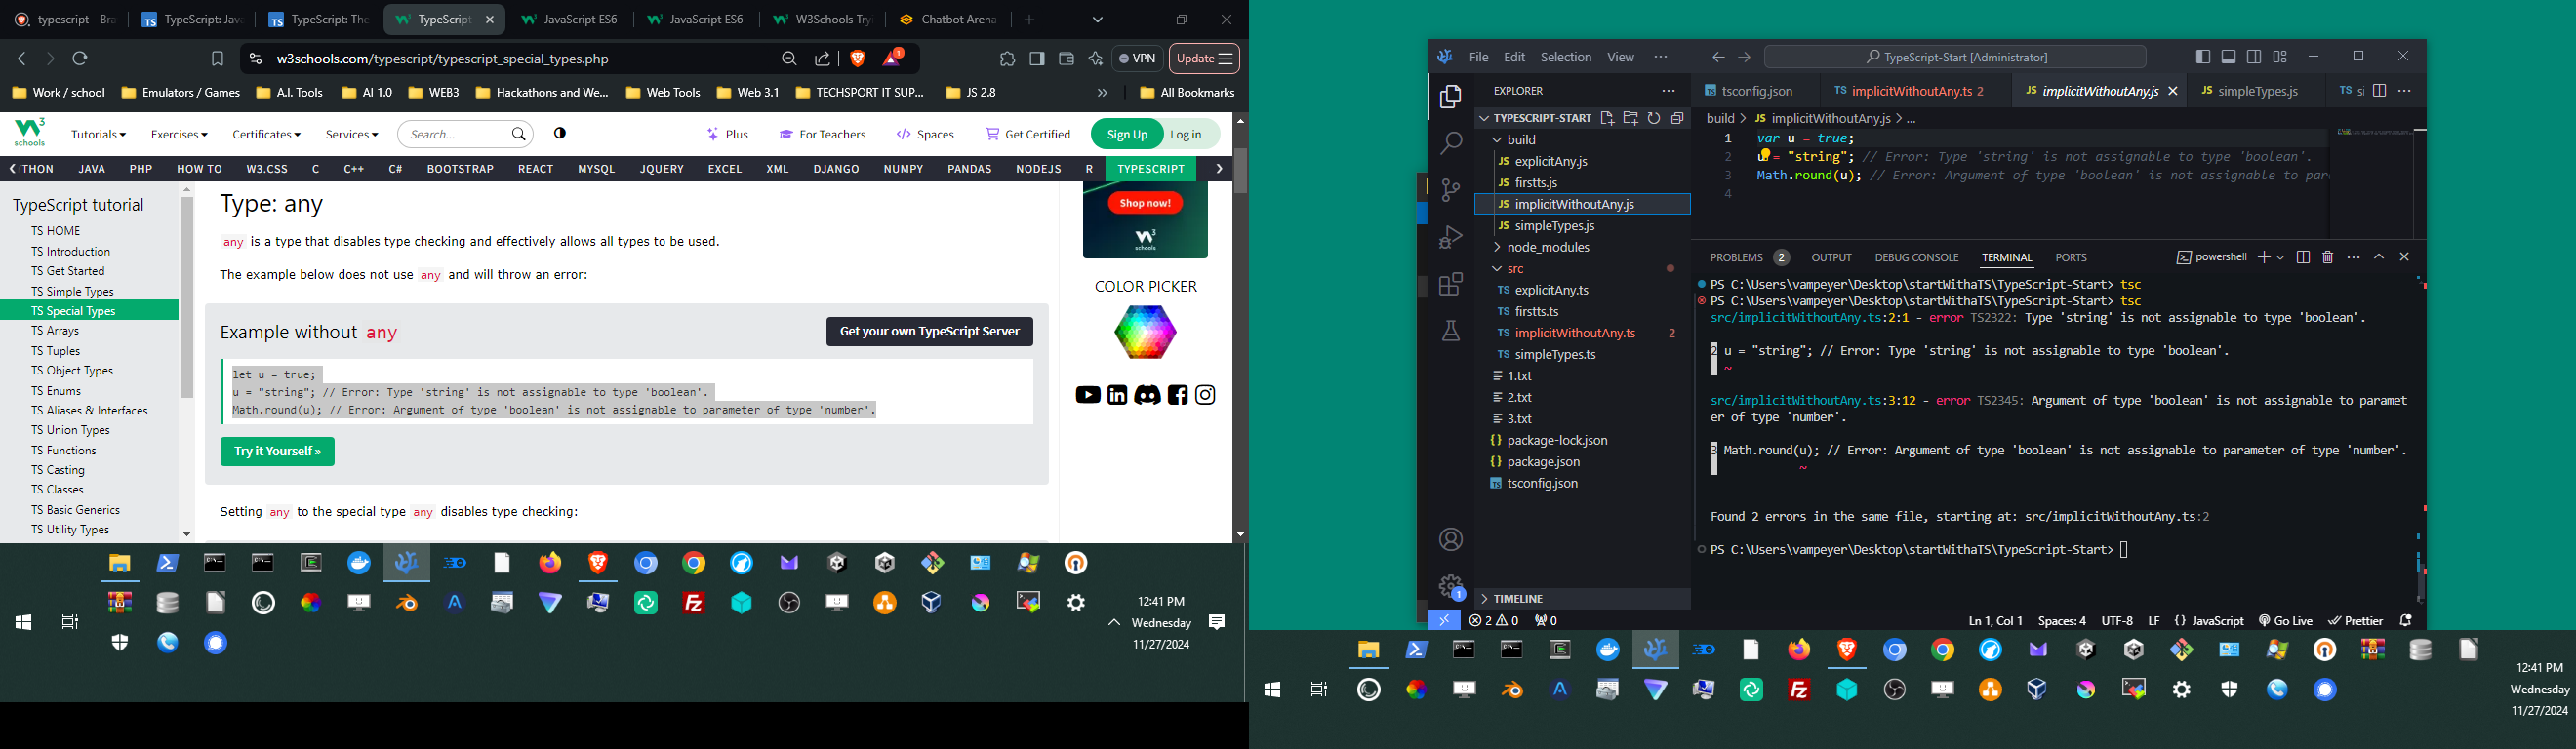 typescript - Bra
TypeScript: Java
TypeScript: The
TypeScript
JavaScript ES6
JavaScript ES6
W3Schools Try
Chatbot Arena
w3schools.com/typescript/typescript_special_types.php
1
VPN
Update
Work / school
Emulators / Games
A.I. Tools
AI 1.0
WEB3
Hackathons and We...
Web Tools
Web 3.1
TECHSPORT IT SUP...
JS 2.8
All Bookmarks
schools
Tutorials
Exercises
Certificates
Services
Search...
Plus
For Teachers
Spaces
Get Certified
Sign Up
Log in
THON JAVA PHP HOW TO W3.CSS C C++ C# BOOTSTRAP REACT MYSQL JQUERY EXCEL XML DJANGO NUMPY PANDAS NODEJS R TYPESCRIPT
TypeScript tutorial
TS HOME
TS Introduction
TS Get Started
TS Simple Types
TS Special Types
TS Arrays
TS Tuples
TS Object Types
TS Enums
TS Aliases & Interfaces
TS Union Types
TS Functions
TS Casting
TS Classes
TS Basic Generics
TS Utility Types
Type: any
any is a type that disables type checking and effectively allows all types to be used.
The example below does not use any and will throw an error:
Example without any
Get your own TypeScript Server
let u = true;
u = "string"; // Error: Type 'string' is not assignable to type 'boolean'.
Math.round(u); // Error: Argument of type 'boolean' is not assignable to parameter of type 'number'.
Try it Yourself »
Setting any to the special type any disables type checking:
Shop now!
schools
COLOR PICKER
12:41 PM
Wednesday
11/27/2024
File Edit Selection View ...
TypeScript-Start [Administrator]
EXPLORER
TYPESCRIPT-START
build
JS explicitAny.js
JS firstts.js
JS implicitWithoutAny.js
JS simpleTypes.js
node_modules
src
TS explicitAny.ts
TS firstts.ts
TS implicitWithoutAny.ts 2
TS simpleTypes.ts
1.txt
2.txt
3.txt
{} package-lock.json
{} package.json
tsconfig.json
TIMELINE
tsconfig.json
TS implicitWithoutAny.ts 2
JS implicitWithoutAny.js
JS simpleTypes.js
TS si
build > JS implicitWithoutAny.js > ...
1 var u = true;
2 u = "string"; // Error: Type 'string' is not assignable to type 'boolean'.
3 Math.round(u); // Error: Argument of type 'boolean' is not assignable to par
4
PROBLEMS 2 OUTPUT DEBUG CONSOLE TERMINAL PORTS
powershell
PS C:\Users\vampeyer\Desktop\startWithaTS\TypeScript-Start> tsc
PS C:\Users\vampeyer\Desktop\startWithaTS\TypeScript-Start> tsc
src/implicitWithoutAny.ts:2:1 - error TS2322: Type 'string' is not assignable to type 'boolean'.
2 u = "string"; // Error: Type 'string' is not assignable to type 'boolean'.
~
src/implicitWithoutAny.ts:3:12 - error TS2345: Argument of type 'boolean' is not assignable to paramet
er of type 'number'.
3 Math.round(u); // Error: Argument of type 'boolean' is not assignable to parameter of type 'number'.
~
Found 2 errors in the same file, starting at: src/implicitWithoutAny.ts:2
PS C:\Users\vampeyer\Desktop\startWithaTS\TypeScript-Start>
1
2 0 0
Ln 1, Col 1 Spaces: 4 UTF-8 LF {} JavaScript Go Live Prettier
12:41 PM
Wednesday
11/27/2024